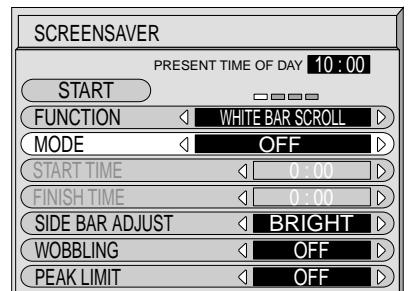 SCREENSAVER
PRESENT TIME OF DAY 10:00
START
FUNCTION WHITE BAR SCROLL
MODE OFF
START TIME 0:00
FINISH TIME 0:00
SIDE BAR ADJUST BRIGHT
WOBBLING OFF
PEAK LIMIT OFF